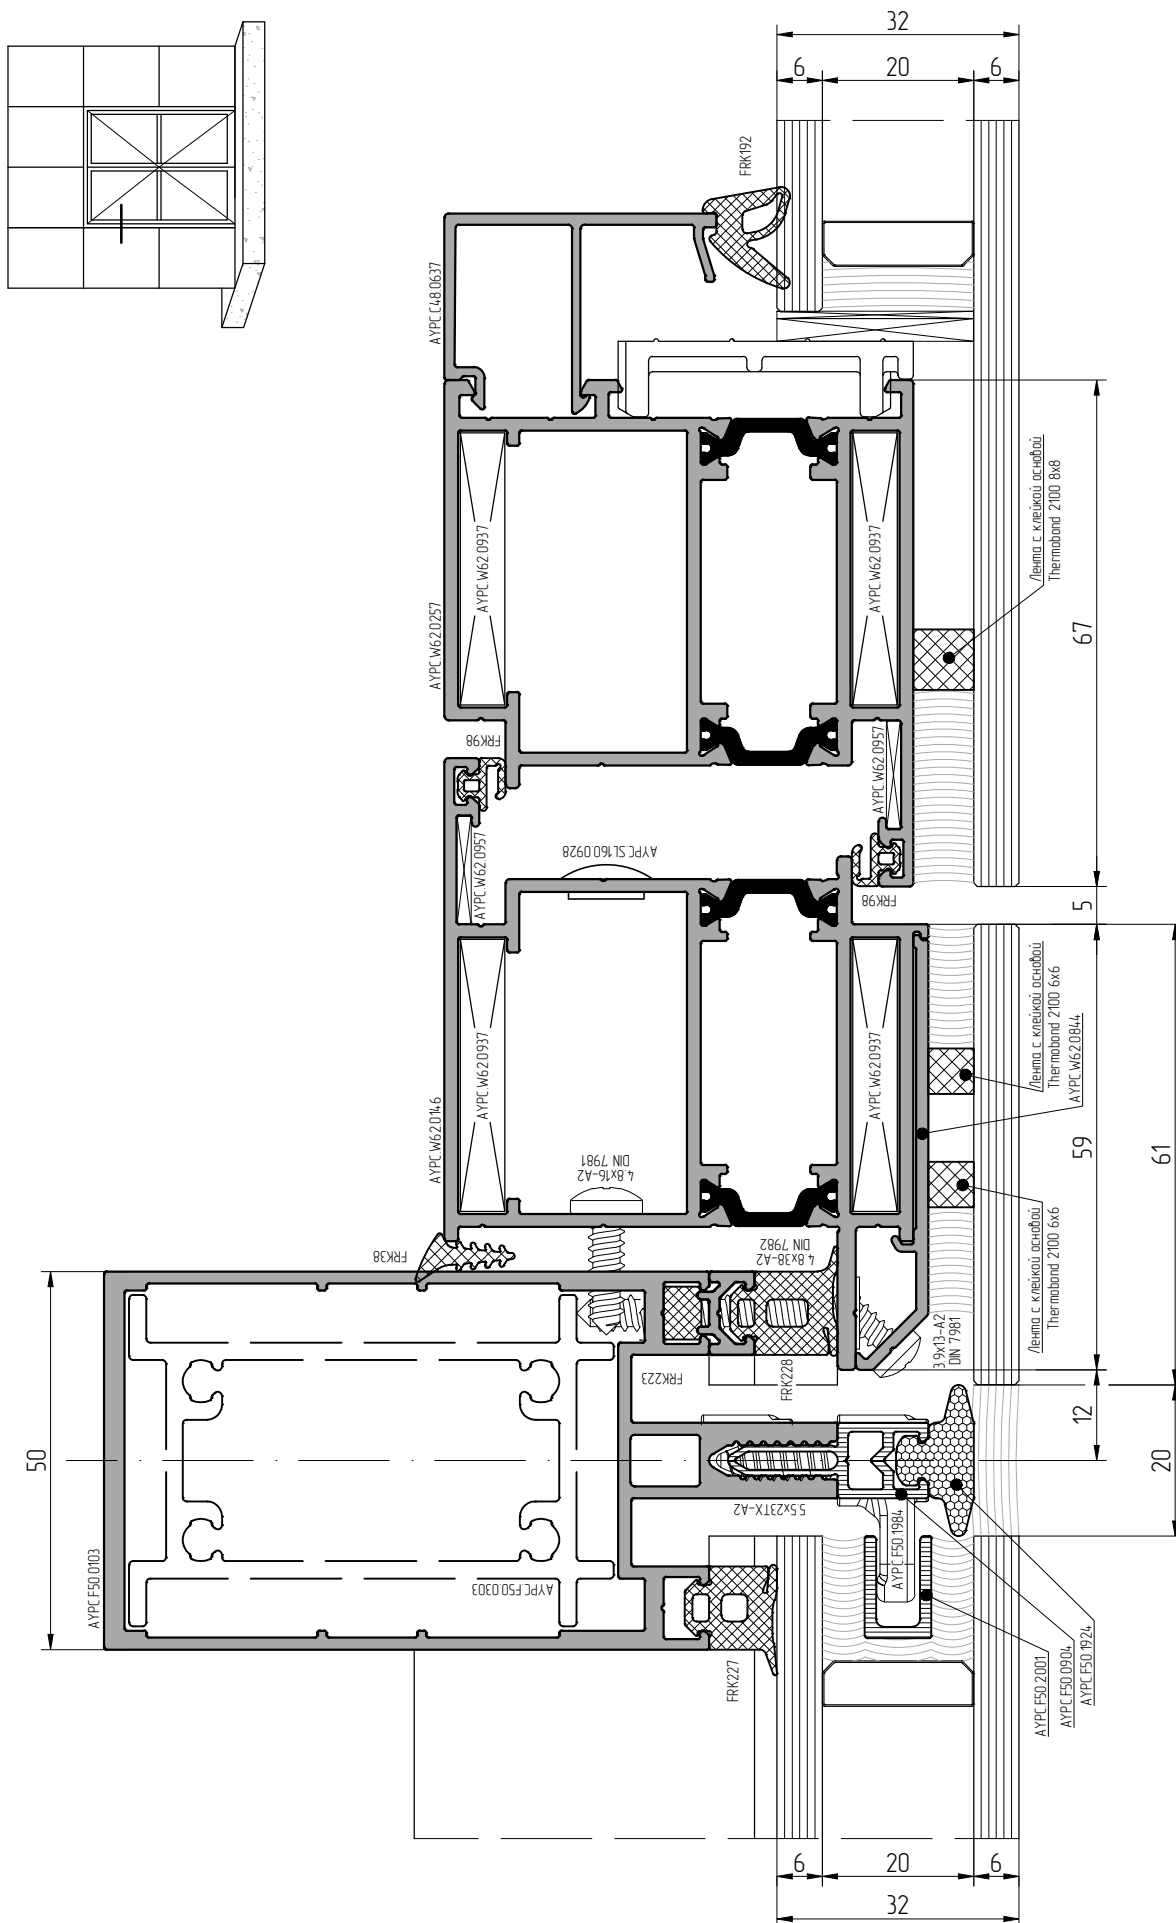 32
6
20
6
FRK192
AYPC.C48.0637
AYPC.W62.0937
AYPC.W62.0937
AYPC.W62.0257
Лента с клейкой основой
Thermobond 2100 8x8
67
FRK98
AYPC.W62.0957
AYPC.W62.0957
AYPC.SL160.0928
FRK98
5
AYPC.W62.0937
AYPC.W62.0937
Лента с клейкой основой
Thermobond 2100 6x6
AYPC.W62.0844
AYPC.W62.0146
4.8x16-A2
DIN 7981
59
61
FRK38
4.8x38-A2
DIN 7982
Лента с клейкой основой
Thermobond 2100 6x6
3.9x13-A2
DIN 7981
FRK223
FRK228
12
50
20
5.5x23TX-A2
AYPC.F50.1984
AYPC.F50.0103
AYPC.F50.0303
FRK227
AYPC.F50.2001
AYPC.F50.0904
AYPC.F50.1924
6
20
6
32